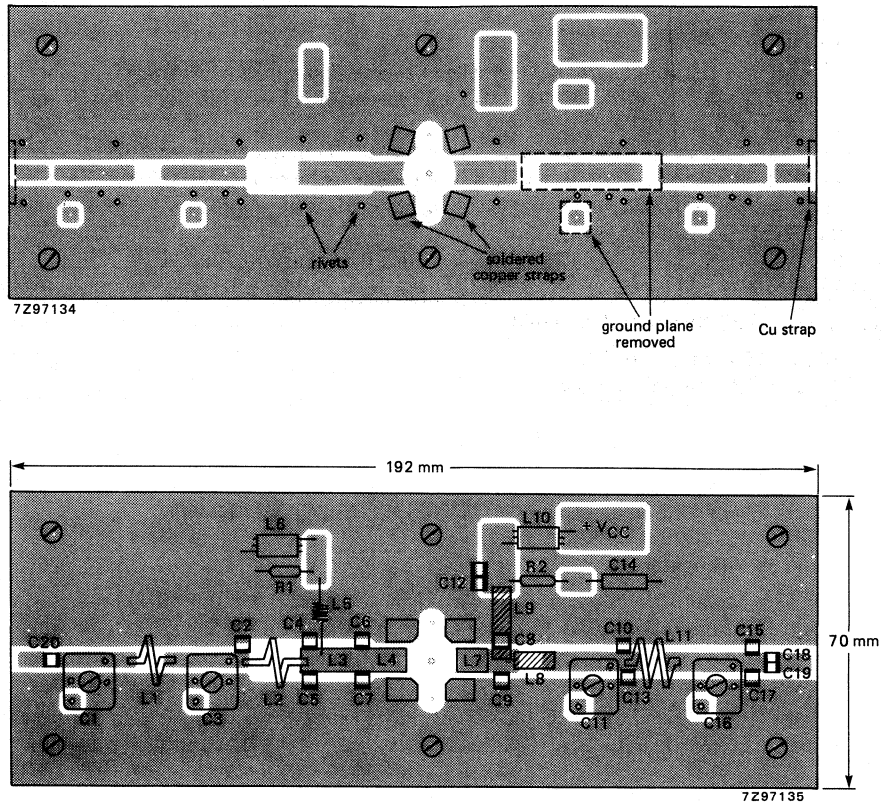 rivets
soldered
copper straps
7Z97134
ground plane
removed
Cu strap
192 mm
L6
L10
+ VCC
R1
C12
R2
C14
L5
L9
C20
C2
C4
C6
C8
C10
L11
C15
70 mm
L3
L4
L7
C18
L1
L2
C5
C7
L8
C13
C19
C1
C3
C9
C11
C16
C17
7Z97135